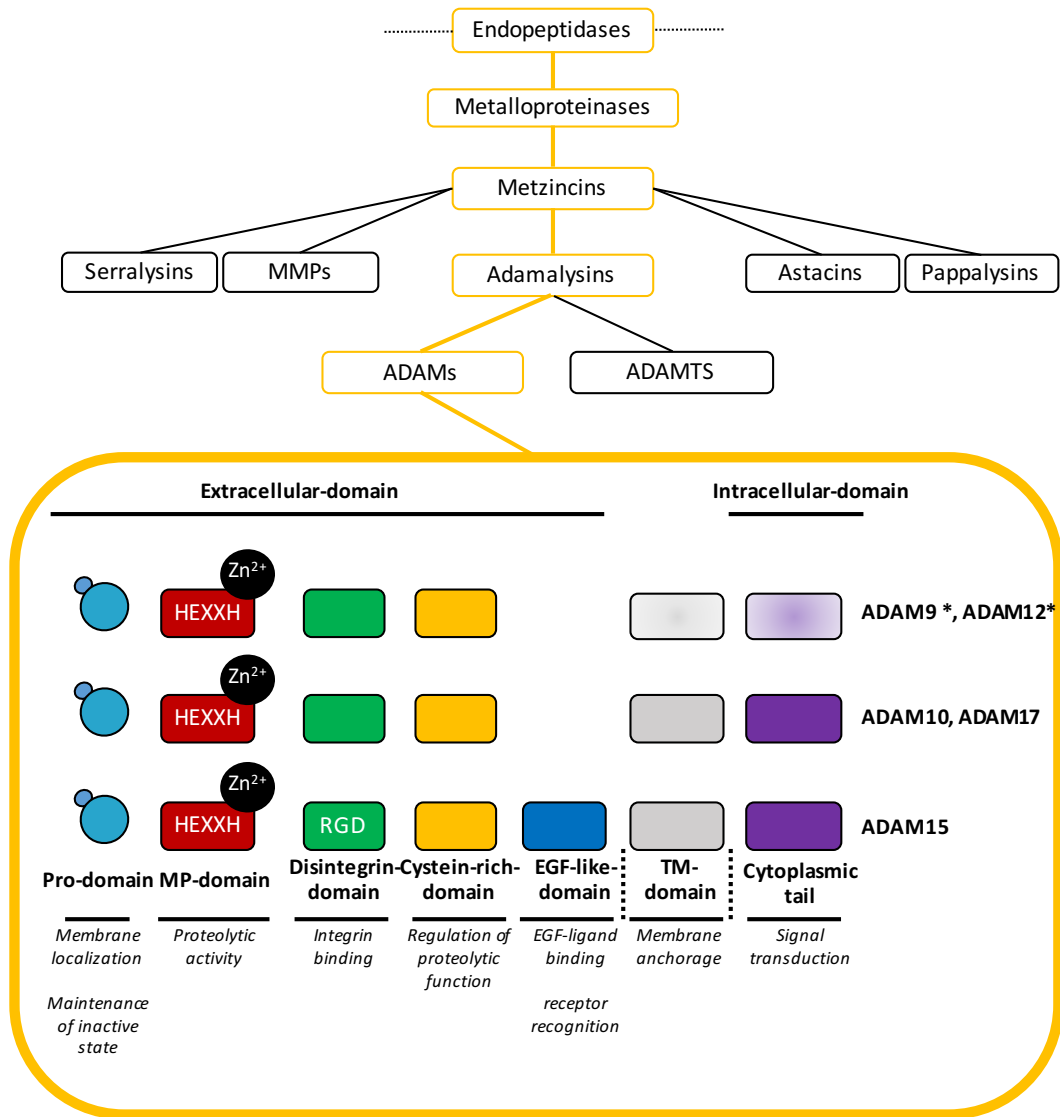 Endopeptidases
Metalloproteinases
Metzincins
Serralysins
MMPs
Adamalysins
Astacins
Pappalysins
ADAMs
ADAMTS
Extracellular-domain
Intracellular-domain
Zn2+
HEXXH
ADAM9 *, ADAM12*
Zn2+
HEXXH
ADAM10, ADAM17
Zn2+
HEXXH
RGD
ADAM15
Pro-domain
MP-domain
Disintegrin-
domain
Cystein-rich-
domain
EGF-like-
domain
TM-
domain
Cytoplasmic
tail
Membrane
localization
Maintenance
of inactive
state
Proteolytic
activity
Integrin
binding
Regulation of
proteolytic
function
EGF-ligand
binding
receptor
recognition
Membrane
anchorage
Signal
transduction